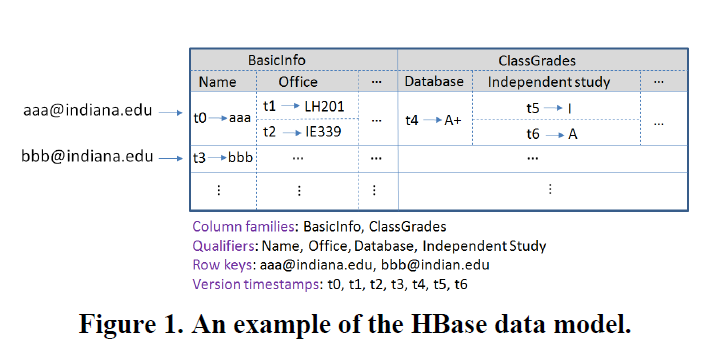 BasicInfo ClassGrades
Name Office ... Database Independent study ...
aaa@indiana.edu t0 aaa t1 LH201 ... t4 A+ t5 I ...
t2 IE339 t6 A
bbb@indiana.edu t3 bbb ... ... ...
Column families: BasicInfo, ClassGrades
Qualifiers: Name, Office, Database, Independent Study
Row keys: aaa@indiana.edu, bbb@indian.edu
Version timestamps: t0, t1, t2, t3, t4, t5, t6
Figure 1. An example of the HBase data model.